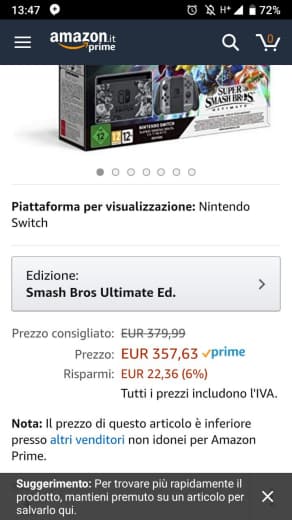 13:47
H+
72%
amazon.it
prime
0
SUPER
SMASH BROS.
ULTIMATE
NINTENDO SWITCH
12
12
Piattaforma per visualizzazione: Nintendo
Switch
Edizione:
Smash Bros Ultimate Ed.
Prezzo consigliato: EUR 379,99
Prezzo: EUR 357,63 prime
Risparmi: EUR 22,36 (6%)
Tutti i prezzi includono l'IVA.
Nota: Il prezzo di questo articolo è inferiore
presso altri venditori non idonei per Amazon
Prime.
Suggerimento: Per trovare più rapidamente il
prodotto, mantieni premuto su un articolo per
salvarlo qui.